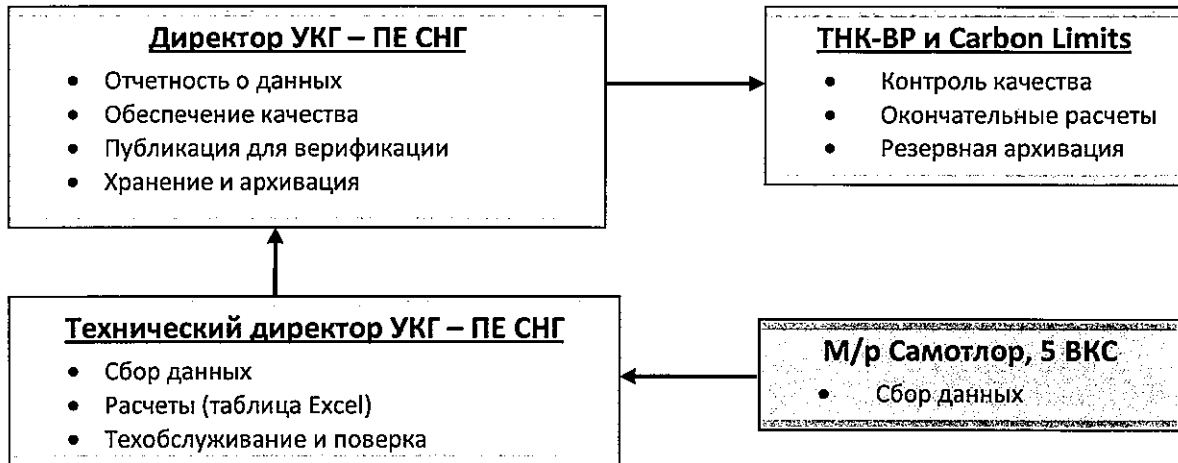 Директор УКГ – ПЕ СНГ
• Отчетность о данных
• Обеспечение качества
• Публикация для верификации
• Хранение и архивация
ТНК-ВР и Carbon Limits
• Контроль качества
• Окончательные расчеты
• Резервная архивация
Технический директор УКГ – ПЕ СНГ
• Сбор данных
• Расчеты (таблица Excel)
• Техобслуживание и поверка
М/р Самотлор, 5 ВКС
• Сбор данных